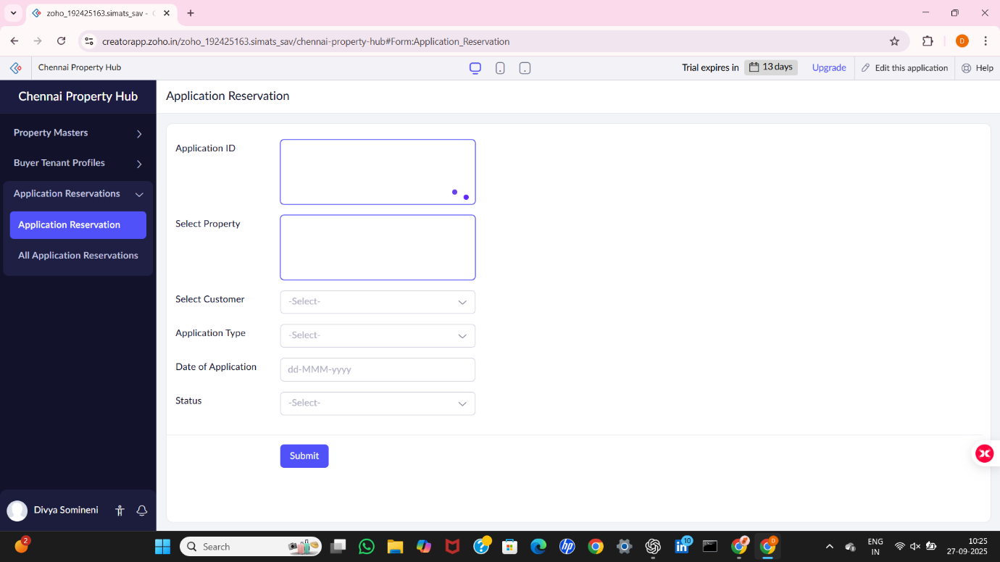 zoho_192425163.simats_sav -
creatorapp.zoho.in/zoho_192425163.simats_sav/chennai-property-hub#Form:Application_Reservation
D
Chennai Property Hub
Trial expires in
13 days
Upgrade
Edit this application
Help
Chennai Property Hub
Application Reservation
Property Masters
Buyer Tenant Profiles
Application Reservations
Application Reservation
All Application Reservations
Application ID
Select Property
Select Customer
-Select-
Application Type
-Select-
Date of Application
dd-MMM-yyyy
Status
-Select-
Submit
Divya Somineni
2
Search
hp
in
10
D
ENG
IN
10:25
27-09-2025